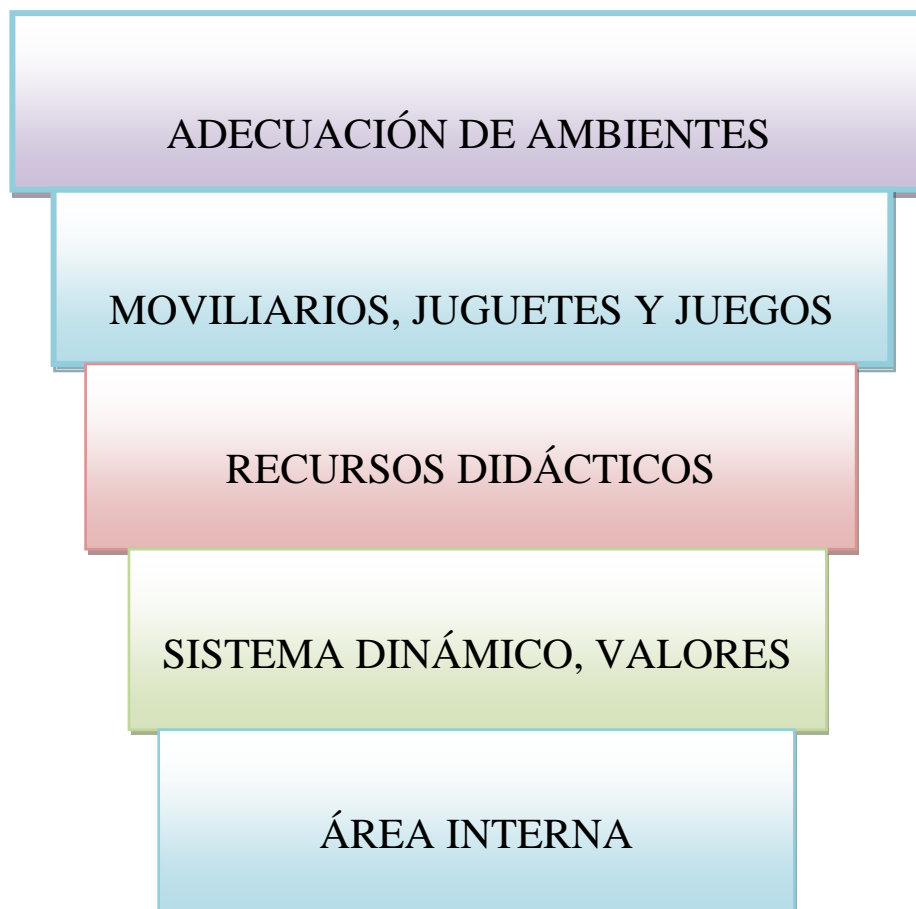 ADECUACIÓN DE AMBIENTES
MOVILIARIOS, JUGUETES Y JUEGOS
RECURSOS DIDÁCTICOS
SISTEMA DINÁMICO, VALORES
ÁREA INTERNA